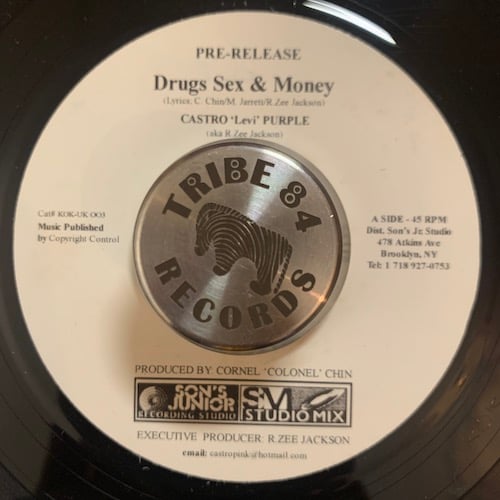 PRE-RELEASE
Drugs Sex & Money
(Lyrics: C. Chin/M. Jarrett/R.Zee Jackson)
CASTRO 'Levi' PURPLE
(aka R.Zee Jackson)
TRIBE 84
RECORDS
Cat# KOK-UK OO3
Music Published
by Copyright Control
A SIDE - 45 RPM
Dist. Son's Jr. Studio
478 Atkins Ave
Brooklyn, NY
Tel: 1 718 927-0753
PRODUCED BY: CORNEL 'COLONEL' CHIN
SON'S
JUNIOR
RECORDING STUDIO
SM
STUDIO MIX
EXECUTIVE PRODUCER: R.ZEE JACKSON
email: castropink@hotmail.com